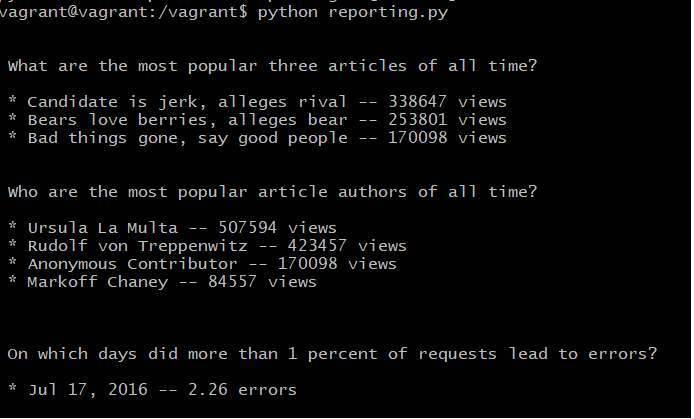 vagrant@vagrant:/vagrant$ python reporting.py
What are the most popular three articles of all time?
* Candidate is jerk, alleges rival -- 338647 views
* Bears love berries, alleges bear -- 253801 views
* Bad things gone, say good people -- 170098 views
Who are the most popular article authors of all time?
* Ursula La Multa -- 507594 views
* Rudolf von Treppenwitz -- 423457 views
* Anonymous Contributor -- 170098 views
* Markoff Chaney -- 84557 views
On which days did more than 1 percent of requests lead to errors?
* Jul 17, 2016 -- 2.26 errors